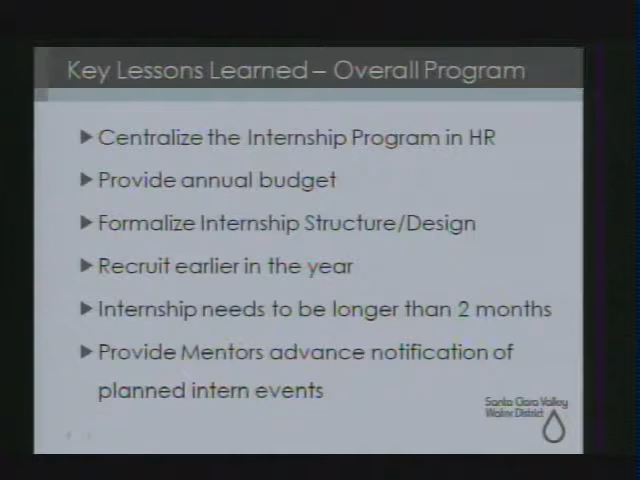 Key Lessons Learned – Overall Program
Centralize the Internship Program in HR
Provide annual budget
Formalize Internship Structure/Design
Recruit earlier in the year
Internship needs to be longer than 2 months
Provide Mentors advance notification of
planned intern events
Santa Clara Valley
Water District